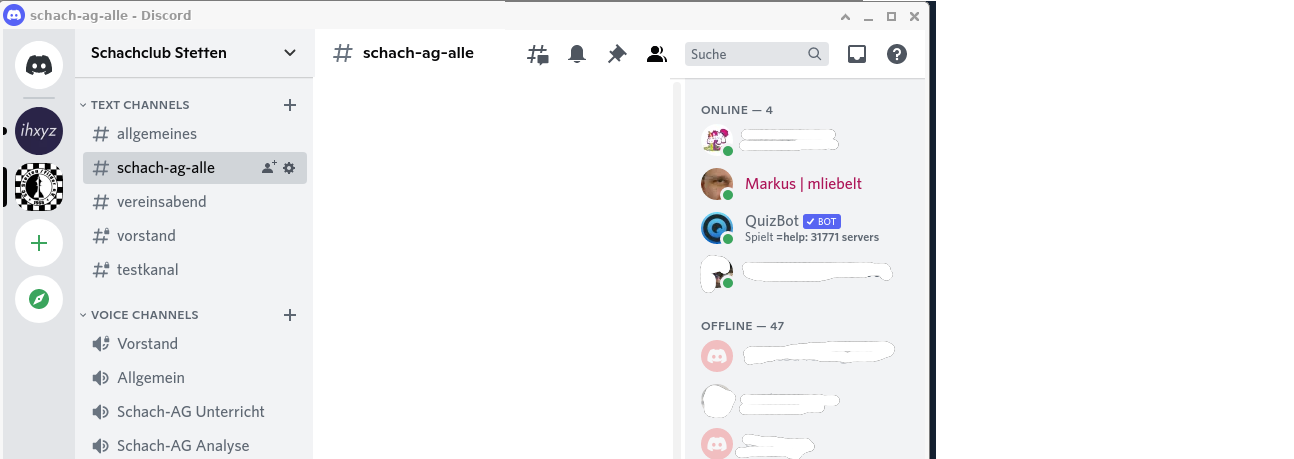 schach-ag-alle - Discord
Schachclub Stetten
TEXT CHANNELS
allgemeines
schach-ag-alle
vereinsabend
vorstand
testkanal
VOICE CHANNELS
Vorstand
Allgemein
Schach-AG Unterricht
Schach-AG Analyse
ihxyz
# schach-ag-alle
Suche
ONLINE — 4
Markus | mliebelt
QuizBot BOT
Spielt =help: 31771 servers
OFFLINE — 47